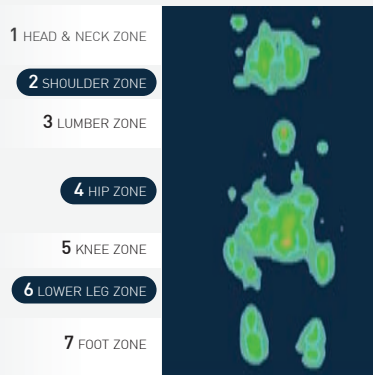 1 HEAD & NECK ZONE
2 SHOULDER ZONE
3 LUMBER ZONE
4 HIP ZONE
5 KNEE ZONE
6 LOWER LEG ZONE
7 FOOT ZONE